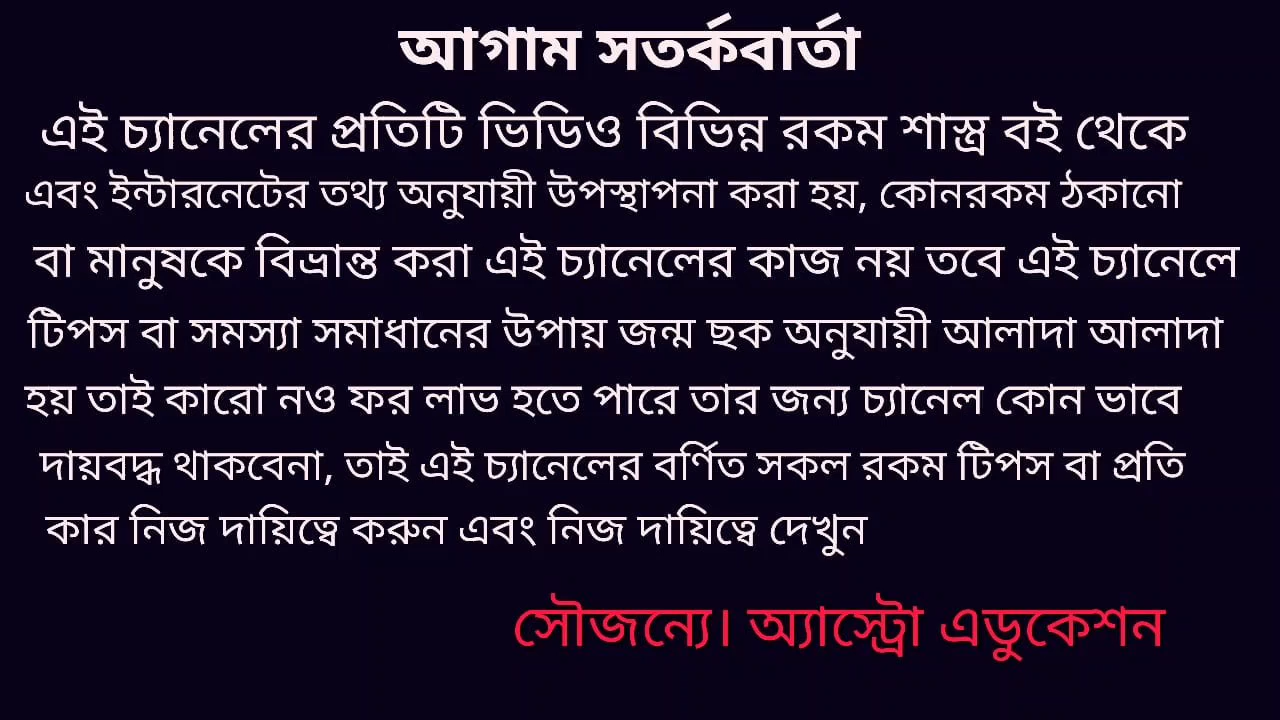 আগাম সতর্কবার্তা
এই চ্যানেলের প্রতিটি ভিডিও বিভিন্ন রকম শাস্ত্র বই থেকে
এবং ইন্টারনেটের তথ্য অনুযায়ী উপস্থাপনা করা হয়, কোনরকম ঠকানো
বা মানুষকে বিভ্রান্ত করা এই চ্যানেলের কাজ নয় তবে এই চ্যানেলে
টিপস বা সমস্যা সমাধানের উপায় জন্ম ছক অনুযায়ী আলাদা আলাদা
হয় তাই কারো নও ফর লাভ হতে পারে তার জন্য চ্যানেল কোন ভাবে
দায়বদ্ধ থাকবেনা, তাই এই চ্যানেলের বর্ণিত সকল রকম টিপস বা প্রতি
কার নিজ দায়িত্বে করুন এবং নিজ দায়িত্বে দেখুন
সৌজন্যে। অ্যাস্ট্রো এডুকেশন